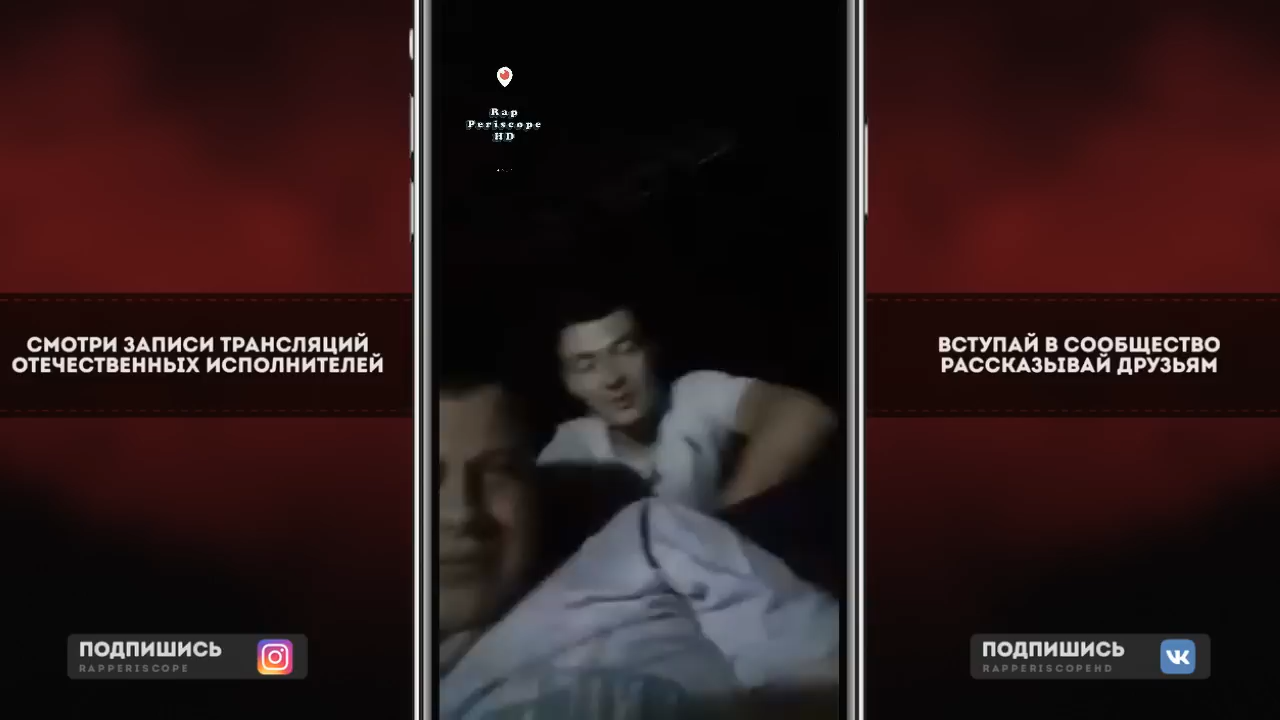 Rap
Periscope
HD
СМОТРИ ЗАПИСИ ТРАНСЛЯЦИЙ
ОТЕЧЕСТВЕННЫХ ИСПОЛНИТЕЛЕЙ
ВСТУПАЙ В СООБЩЕСТВО
РАССКАЗЫВАЙ ДРУЗЬЯМ
ПОДПИШИСЬ
RAPPERISCOPE
ПОДПИШИСЬ
RAPPERISCOPEHD